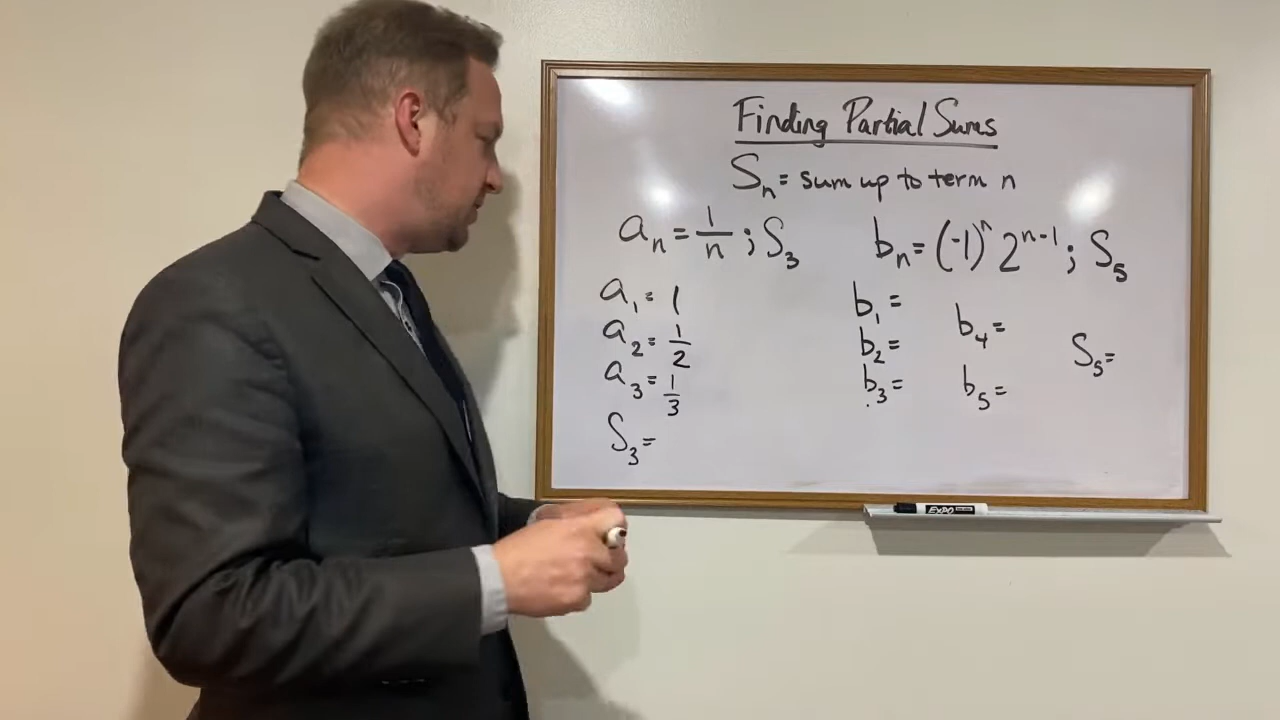 Finding Partial Sums
Sₙ = sum up to term n
aₙ = 1/n ; S₃
a₁ = 1
a₂ = 1/2
a₃ = 1/3
S₃ =
bₙ = (-1)ⁿ 2ⁿ⁻¹ ; S₅
b₁ =
b₂ =
b₃ =
b₄ =
b₅ =
S₅ =
EXPO